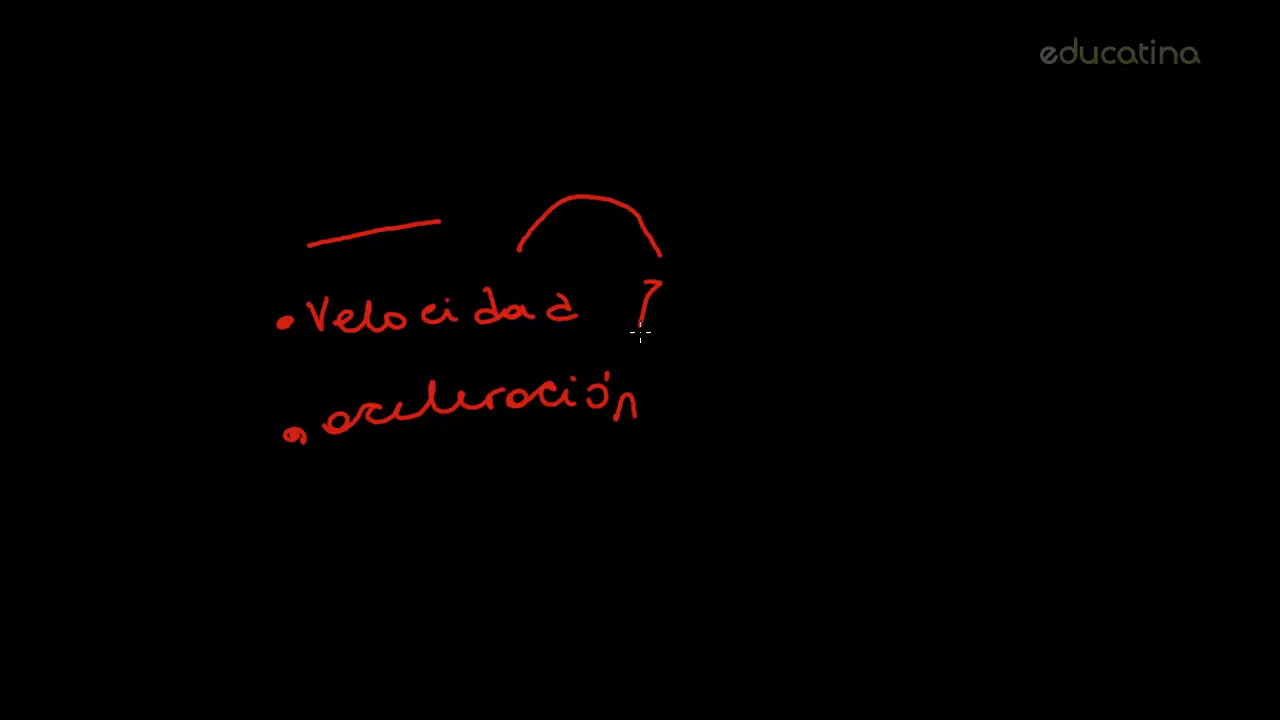 educatina
• Velocidad
• aceleración